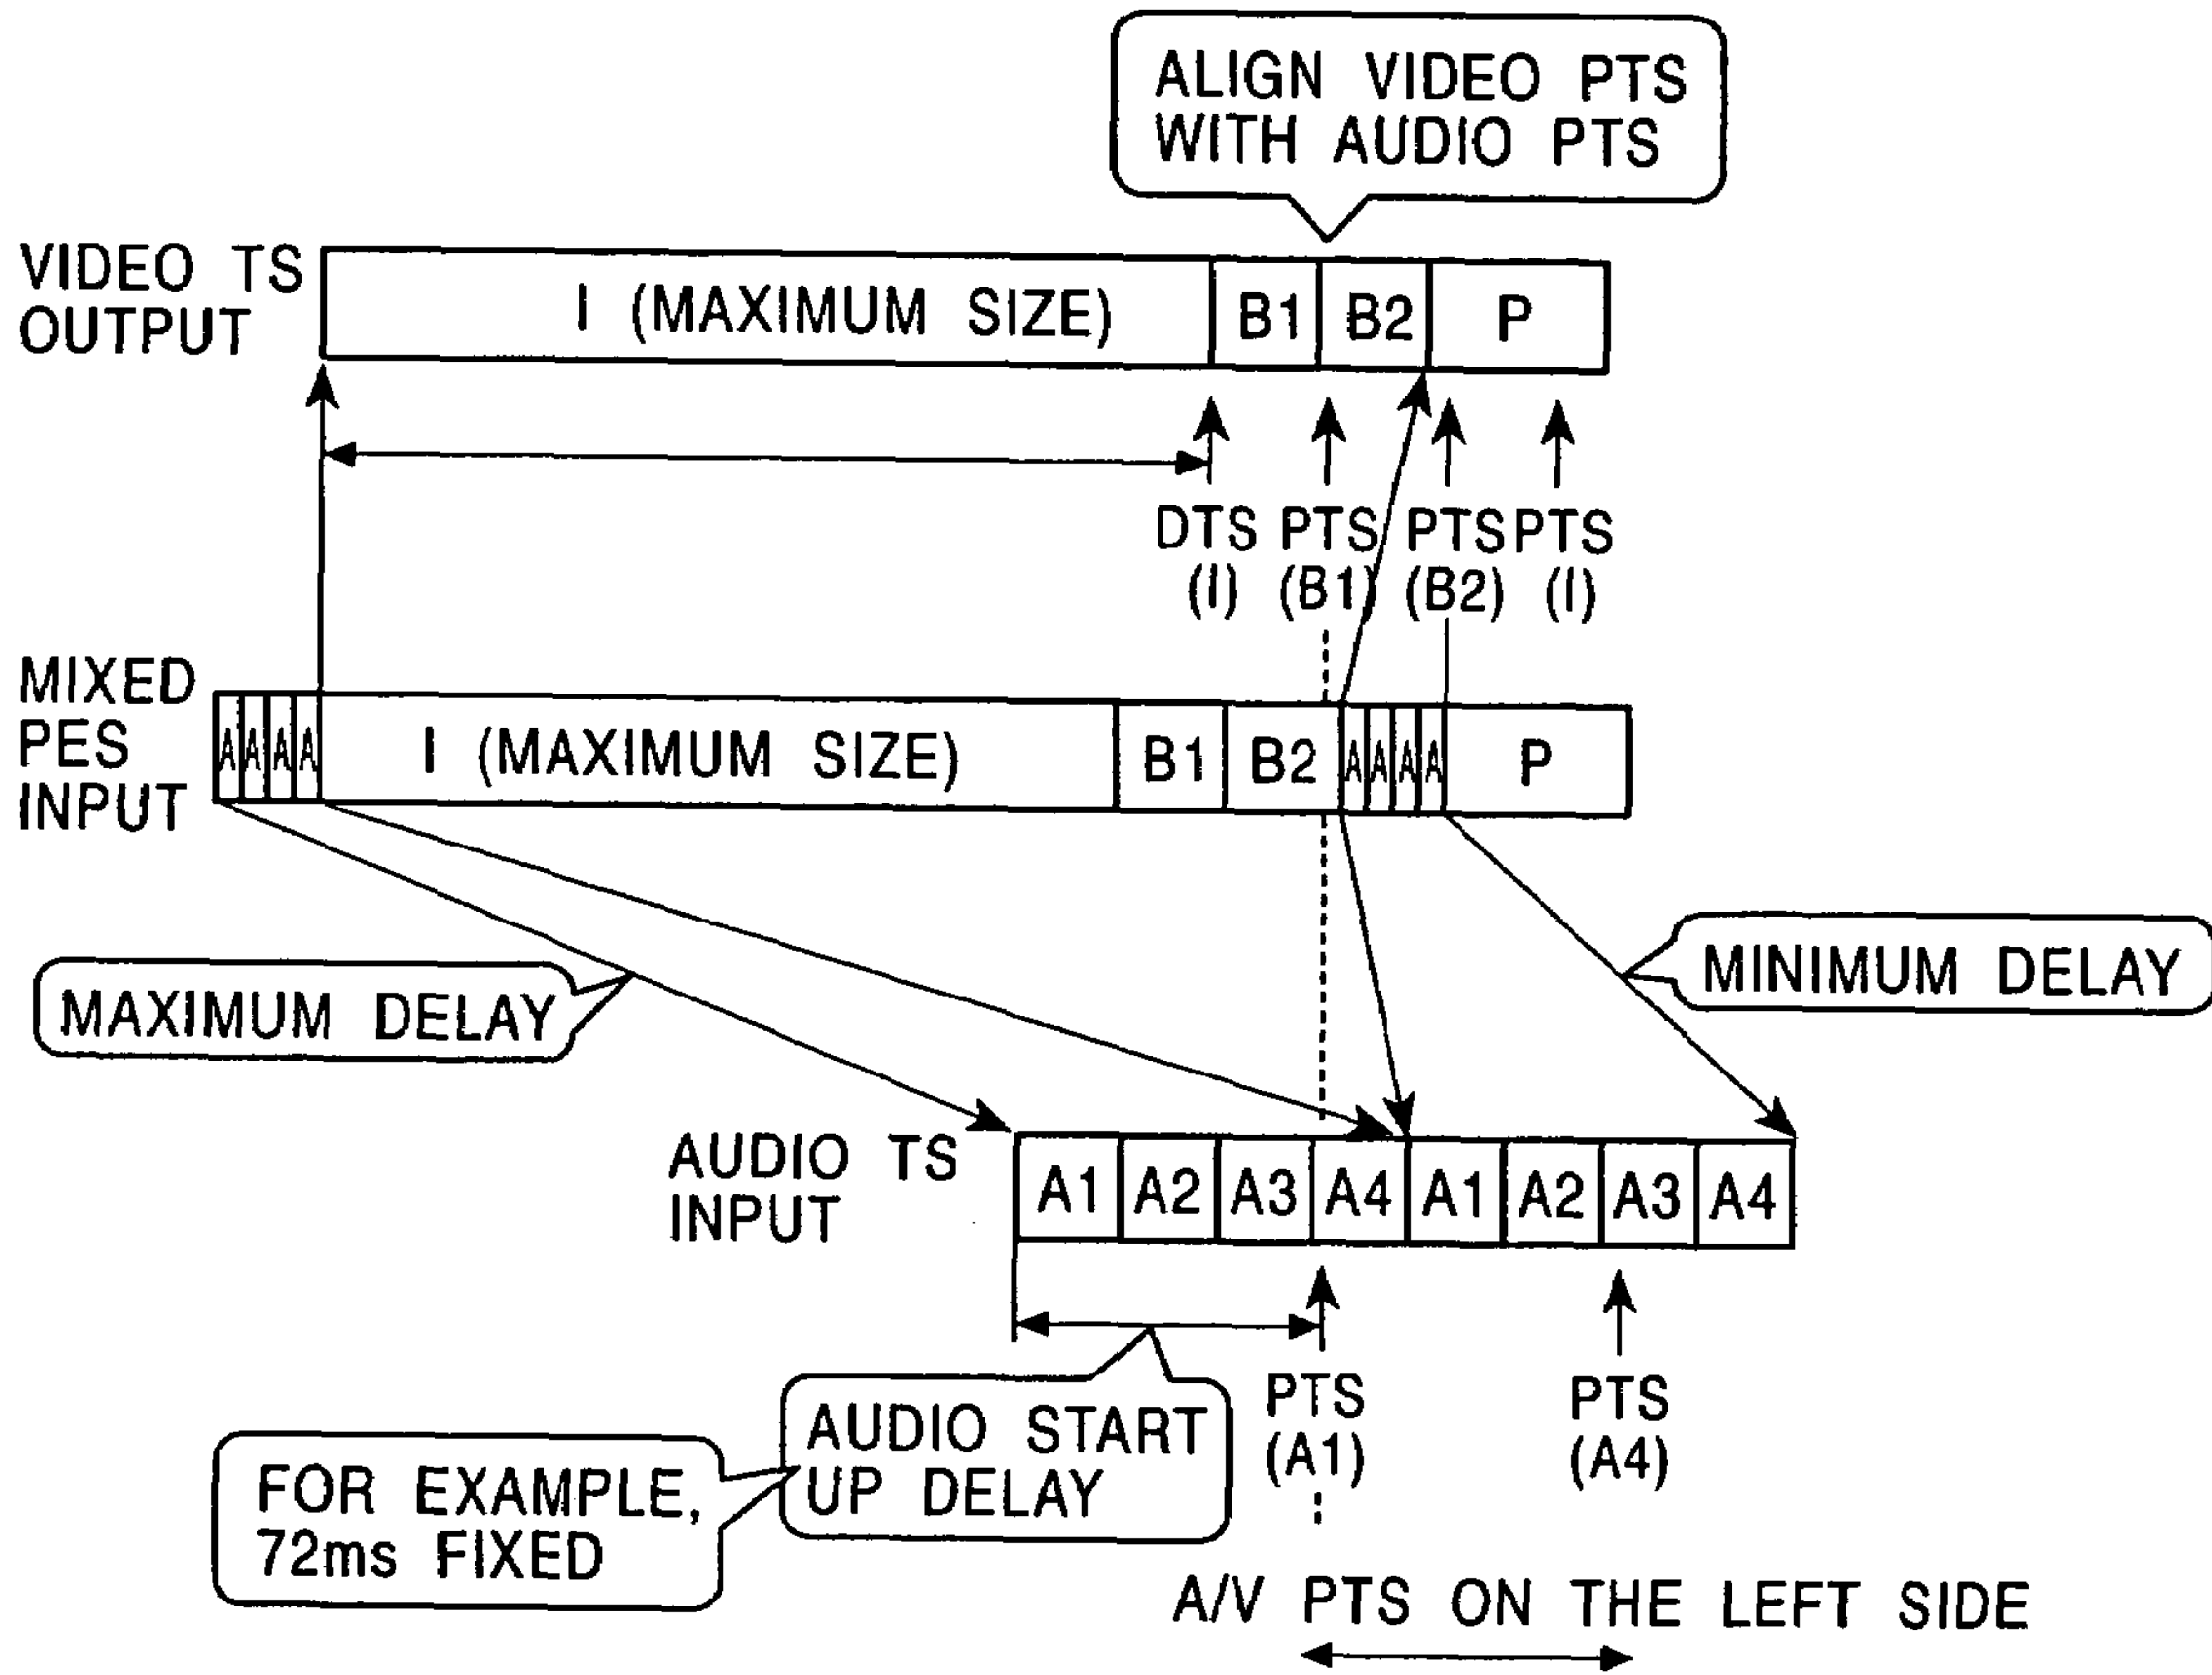 ALIGN VIDEO PTS
WITH AUDIO PTS
VIDEO TS
OUTPUT
I (MAXIMUM SIZE)
B1
B2
P
DTS
(I)
PTS
(B1)
PTS
(B2)
PTS
(I)
MIXED
PES
INPUT
A
A
A
A
I (MAXIMUM SIZE)
B1
B2
A
A
A
A
P
MAXIMUM DELAY
MINIMUM DELAY
AUDIO TS
INPUT
A1
A2
A3
A4
A1
A2
A3
A4
PTS
(A1)
PTS
(A4)
AUDIO START
UP DELAY
FOR EXAMPLE,
72ms FIXED
A/V PTS ON THE LEFT SIDE